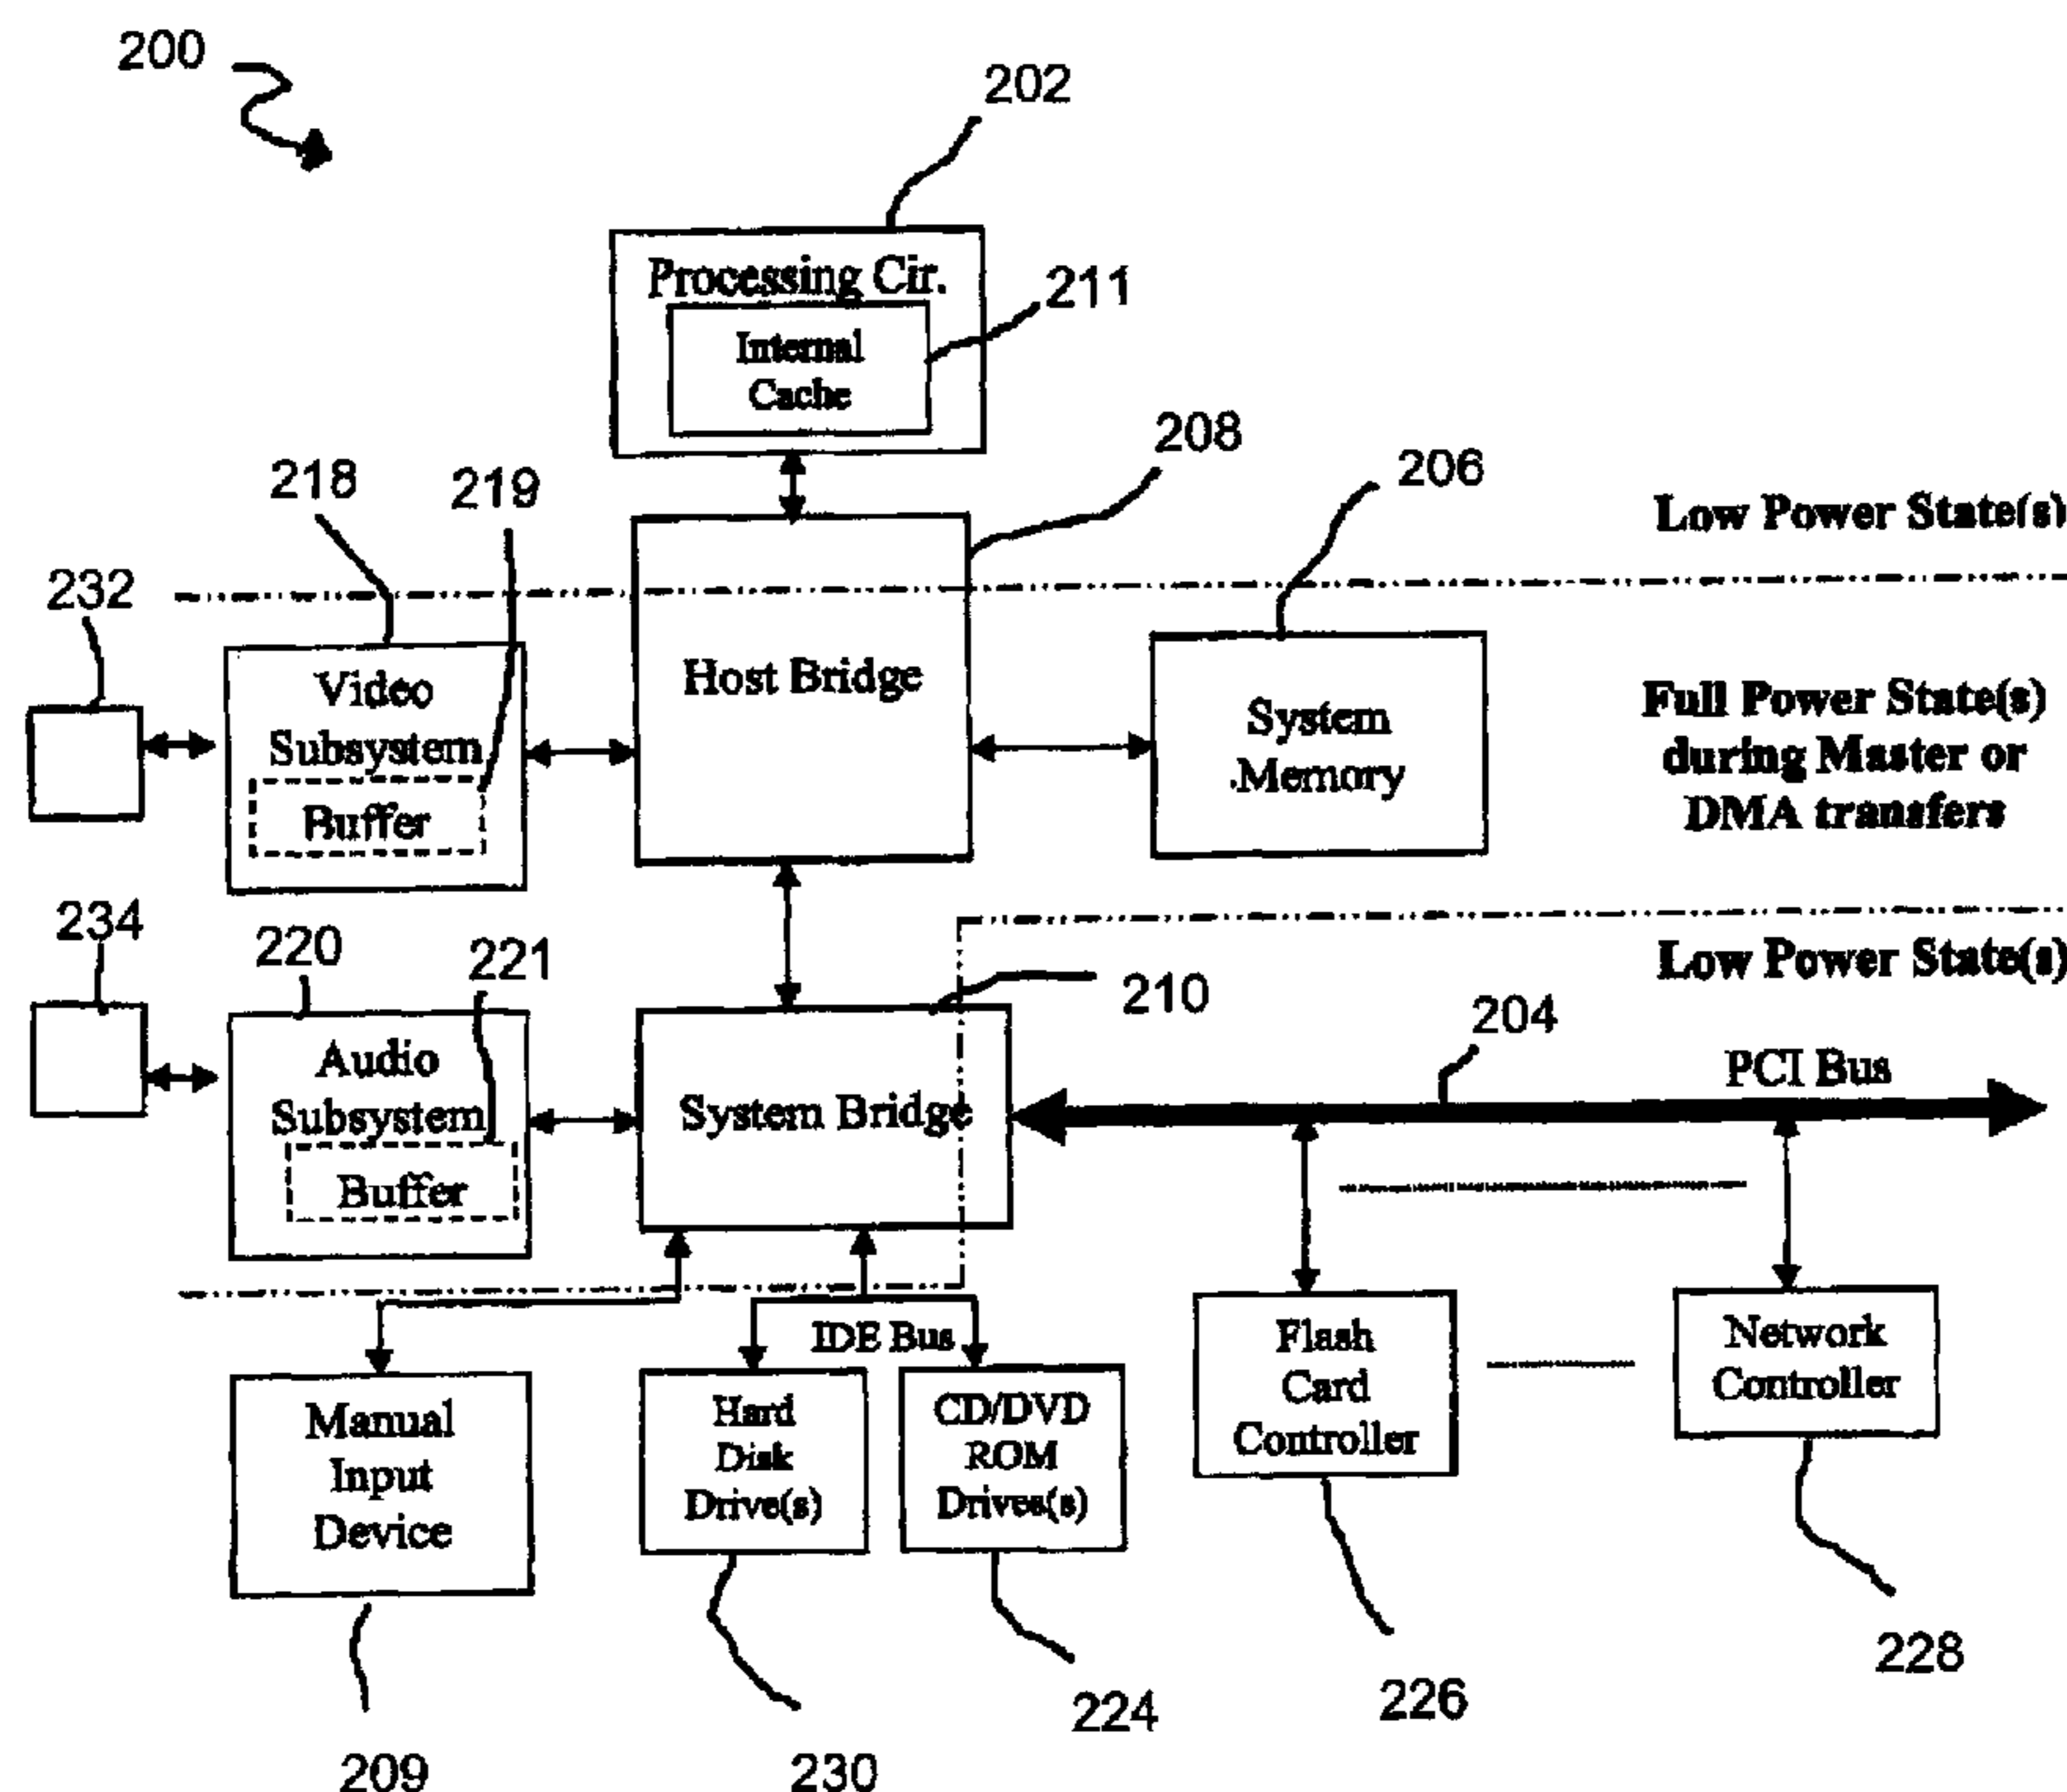 200
202
Processing Cir.
211
Internal
Cache
208
206
218
219
Low Power State(s)
232
Video
Subsystem
Buffer
Host Bridge
System
Memory
Full Power State(s)
during Master or
DMA transfers
234
220
221
210
Low Power State(s)
204
PCI Bus
Audio
Subsystem
Buffer
System Bridge
IDE Bus
Manual
Input
Device
Hard
Disk
Drive(s)
CD/DVD
ROM
Drives(s)
Flash
Card
Controller
Network
Controller
209
230
224
226
228